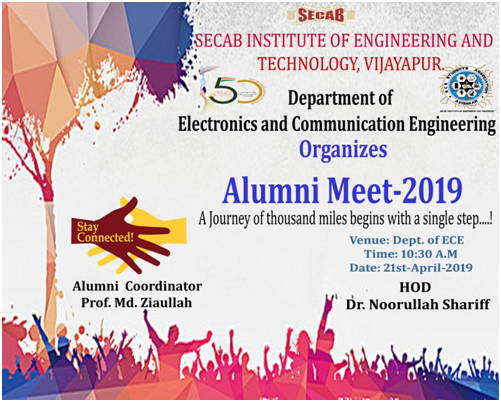 SECAB
SECAB INSTITUTE OF ENGINEERING AND
TECHNOLOGY, VIJAYAPUR.
50
Department of
Electronics and Communication Engineering
Organizes
Alumni Meet-2019
A Journey of thousand miles begins with a single step....!
Stay
Connected!
Venue: Dept. of ECE
Time: 10:30 A.M
Date: 21st-April-2019
Alumni Coordinator
Prof. Md. Ziaullah
HOD
Dr. Noorullah Shariff